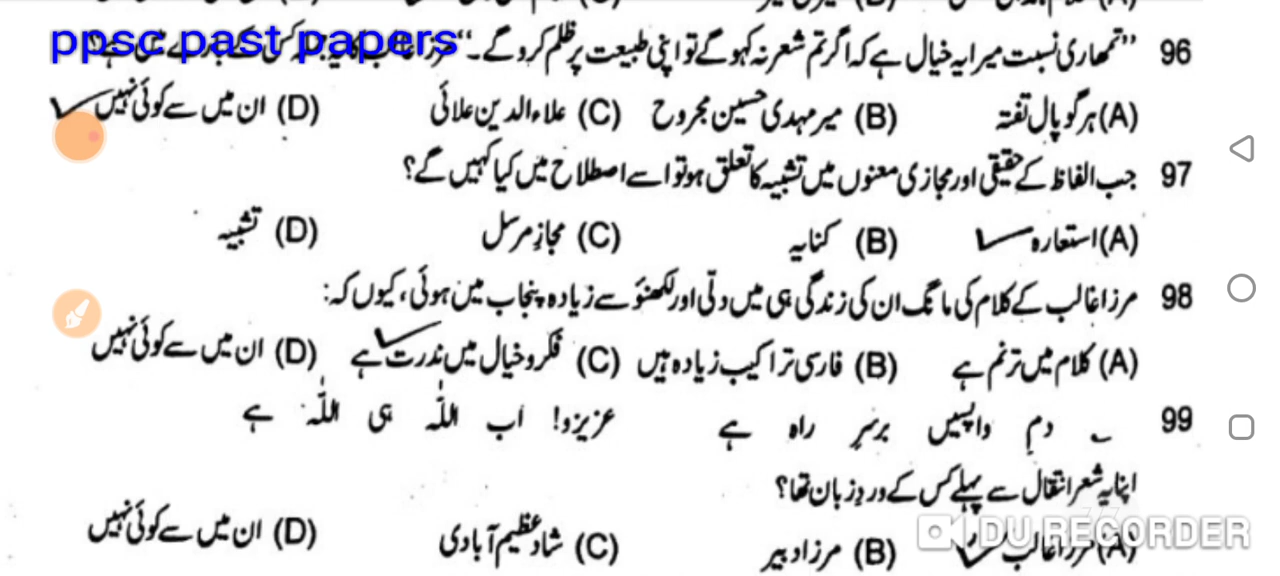 ppsc past papers
96 ”تمھاری نسبت میرا یہ خیال ہے کہ اگر تم شعر نہ کہو گے تو اپنی طبیعت پر ظلم کرو گے۔“
(A) ہر گوپال تفتہ (B) میر مہدی حسین مجروح (C) علاء الدین علائی (D) ان میں سے کوئی نہیں
97 جب الفاظ کے حقیقی اور مجازی معنوں میں تشبیہ کا تعلق ہو تو اسے اصطلاح میں کیا کہیں گے؟
(A) استعارہ (B) کنایہ (C) مجازِ مرسل (D) تشبیہ
98 مرزا غالب کے کلام کی مانگ ان کی زندگی ہی میں دلّی اور لکھنؤ سے زیادہ پنجاب میں ہوئی، کیوں کہ:
(A) کلام میں ترنم ہے (B) فارسی تراکیب زیادہ ہیں (C) فکر و خیال میں ندرت ہے (D) ان میں سے کوئی نہیں
99 ؎ دمِ واپسیں برسرِ راہ ہے عزیزو! اب اللہ ہی اللہ ہے
اپنا یہ شعر انتقال سے پہلے کس کے وردِ زبان تھا؟
DU RECORDER
(A) مرزا غالب (B) مرزا دبیر (C) شاد عظیم آبادی (D) ان میں سے کوئی نہیں